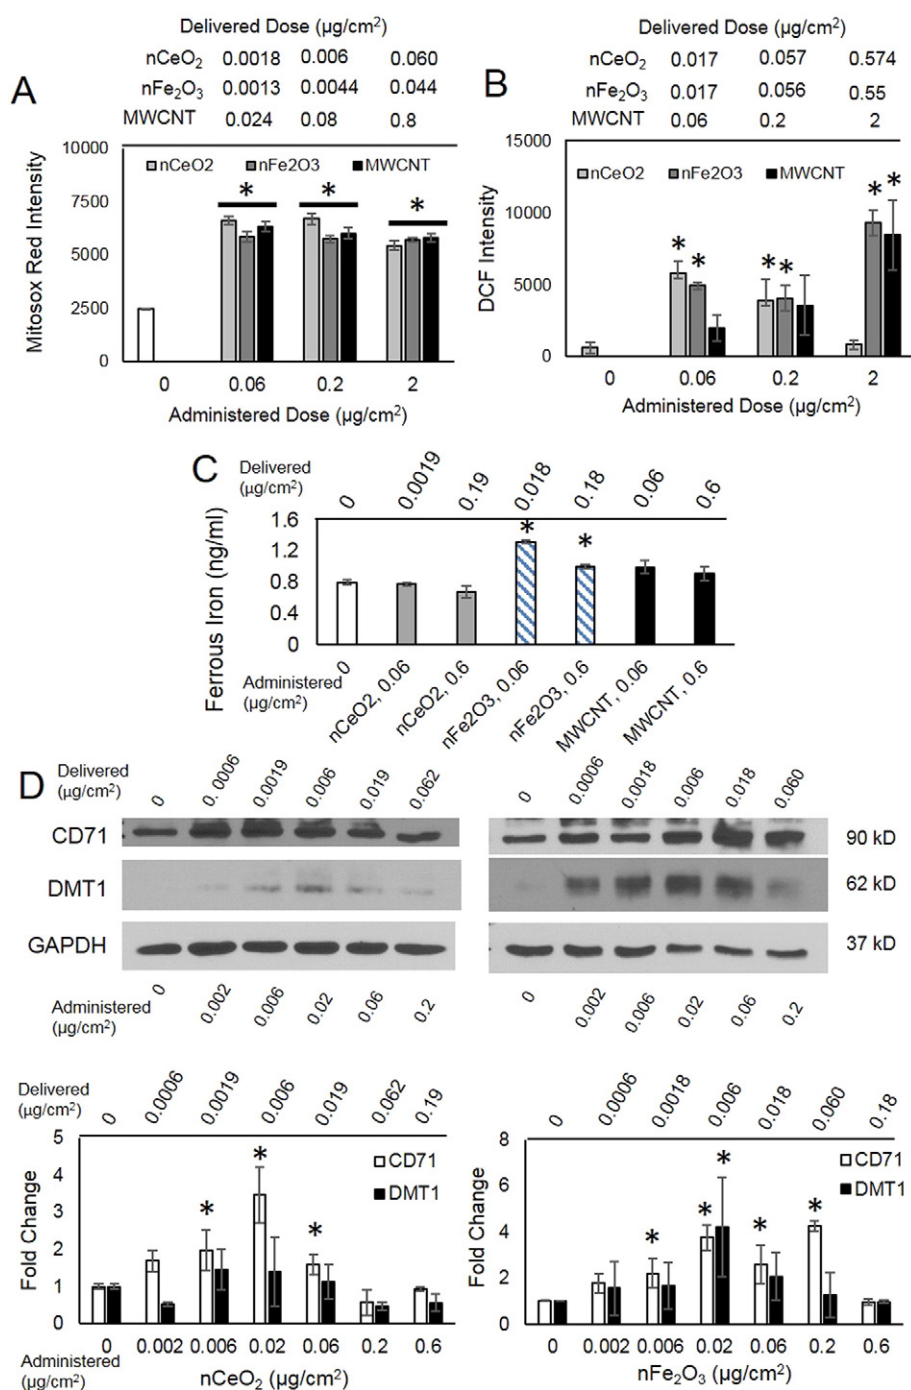 A
Delivered Dose (µg/cm²)
nCeO₂ 0.0018 0.006 0.060
nFe₂O₃ 0.0013 0.0044 0.044
MWCNT 0.024 0.08 0.8
Mitosox Red Intensity
10000
7500
5000
2500
0
nCeO2 nFe2O3 MWCNT
* * *
0 0.06 0.2 2
Administered Dose (µg/cm²)
B
Delivered Dose (µg/cm²)
nCeO₂ 0.017 0.057 0.574
nFe₂O₃ 0.017 0.056 0.55
MWCNT 0.06 0.2 2
DCF Intensity
15000
10000
5000
0
nCeO2 nFe2O3 MWCNT
* * * * * *
0 0.06 0.2 2
Administered Dose (µg/cm²)
C
Delivered
(µg/cm²)
0 0.0019 0.19 0.018 0.18 0.06 0.6
Ferrous Iron (ng/ml)
1.6
1.2
0.8
0.4
0
* *
Administered
(µg/cm²)
0 nCeO2, 0.06 nCeO2, 0.6 nFe2O3, 0.06 nFe2O3, 0.6 MWCNT, 0.06 MWCNT, 0.6
D
Delivered
(µg/cm²)
0 0.0006 0.0019 0.006 0.019 0.062
0 0.0006 0.0018 0.006 0.018 0.060
CD71 90 kD
DMT1 62 kD
GAPDH 37 kD
Administered
(µg/cm²)
0 0.002 0.006 0.02 0.06 0.2
0 0.002 0.006 0.02 0.06 0.2
Delivered
(µg/cm²)
0 0.0006 0.0019 0.006 0.019 0.062 0.19
Fold Change
5
4
3
2
1
0
CD71
DMT1
* * *
0 0.002 0.006 0.02 0.06 0.2 0.6
Administered
(µg/cm²)
nCeO₂ (µg/cm²)
0 0.0006 0.0018 0.006 0.018 0.060 0.18
Fold Change
8
6
4
2
0
CD71
DMT1
* * * * *
0 0.002 0.006 0.02 0.06 0.2 0.6
nFe₂O₃ (µg/cm²)